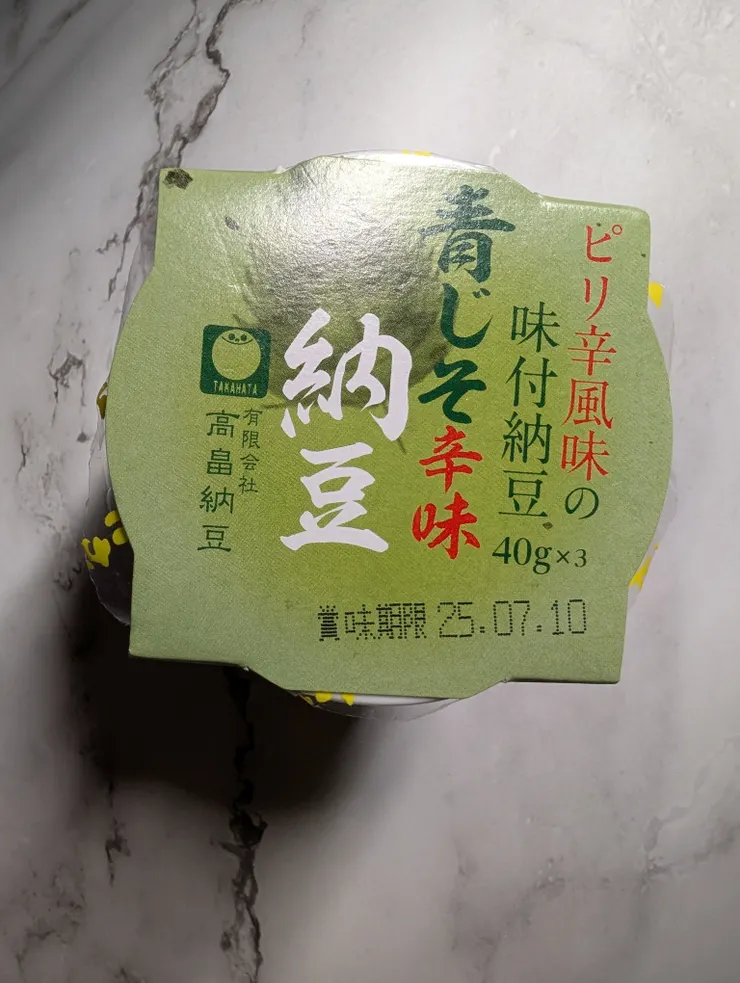 ピリ辛風味の
味付納豆
40g×3
青じそ辛味
納豆
TAKAHATA
有限会社
高畠納豆
賞味期限 25.07.10